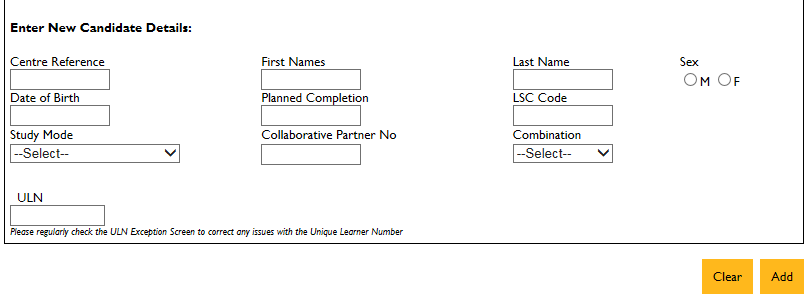 Enter New Candidate Details:
Centre Reference First Names Last Name Sex
M F
Date of Birth Planned Completion LSC Code
Study Mode Collaborative Partner No Combination
--Select-- --Select--
ULN
Please regularly check the ULN Exception Screen to correct any issues with the Unique Learner Number
Clear Add